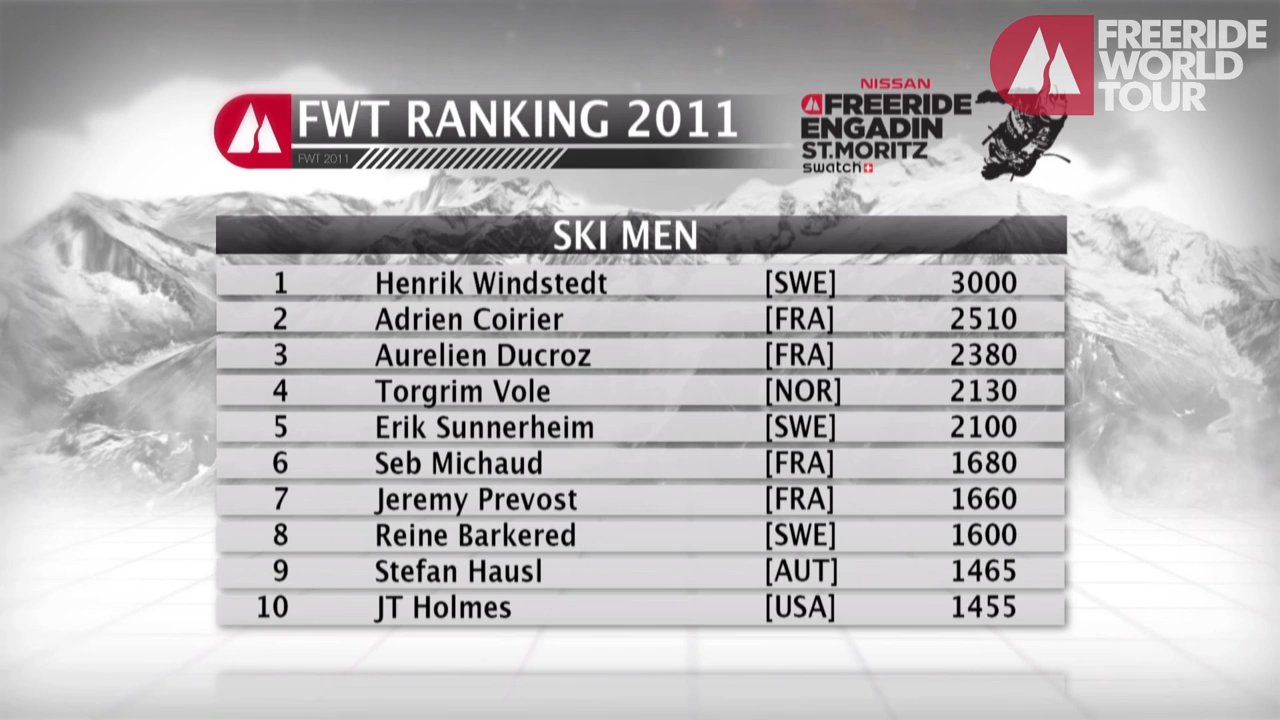 FREERIDE
WORLD
TOUR
NISSAN
FREERIDE
ENGADIN
ST.MORITZ
swatch
FWT RANKING 2011
FWT 2011
SKI MEN
1 Henrik Windstedt [SWE] 3000
2 Adrien Coirier [FRA] 2510
3 Aurelien Ducroz [FRA] 2380
4 Torgrim Vole [NOR] 2130
5 Erik Sunnerheim [SWE] 2100
6 Seb Michaud [FRA] 1680
7 Jeremy Prevost [FRA] 1660
8 Reine Barkered [SWE] 1600
9 Stefan Hausl [AUT] 1465
10 JT Holmes [USA] 1455